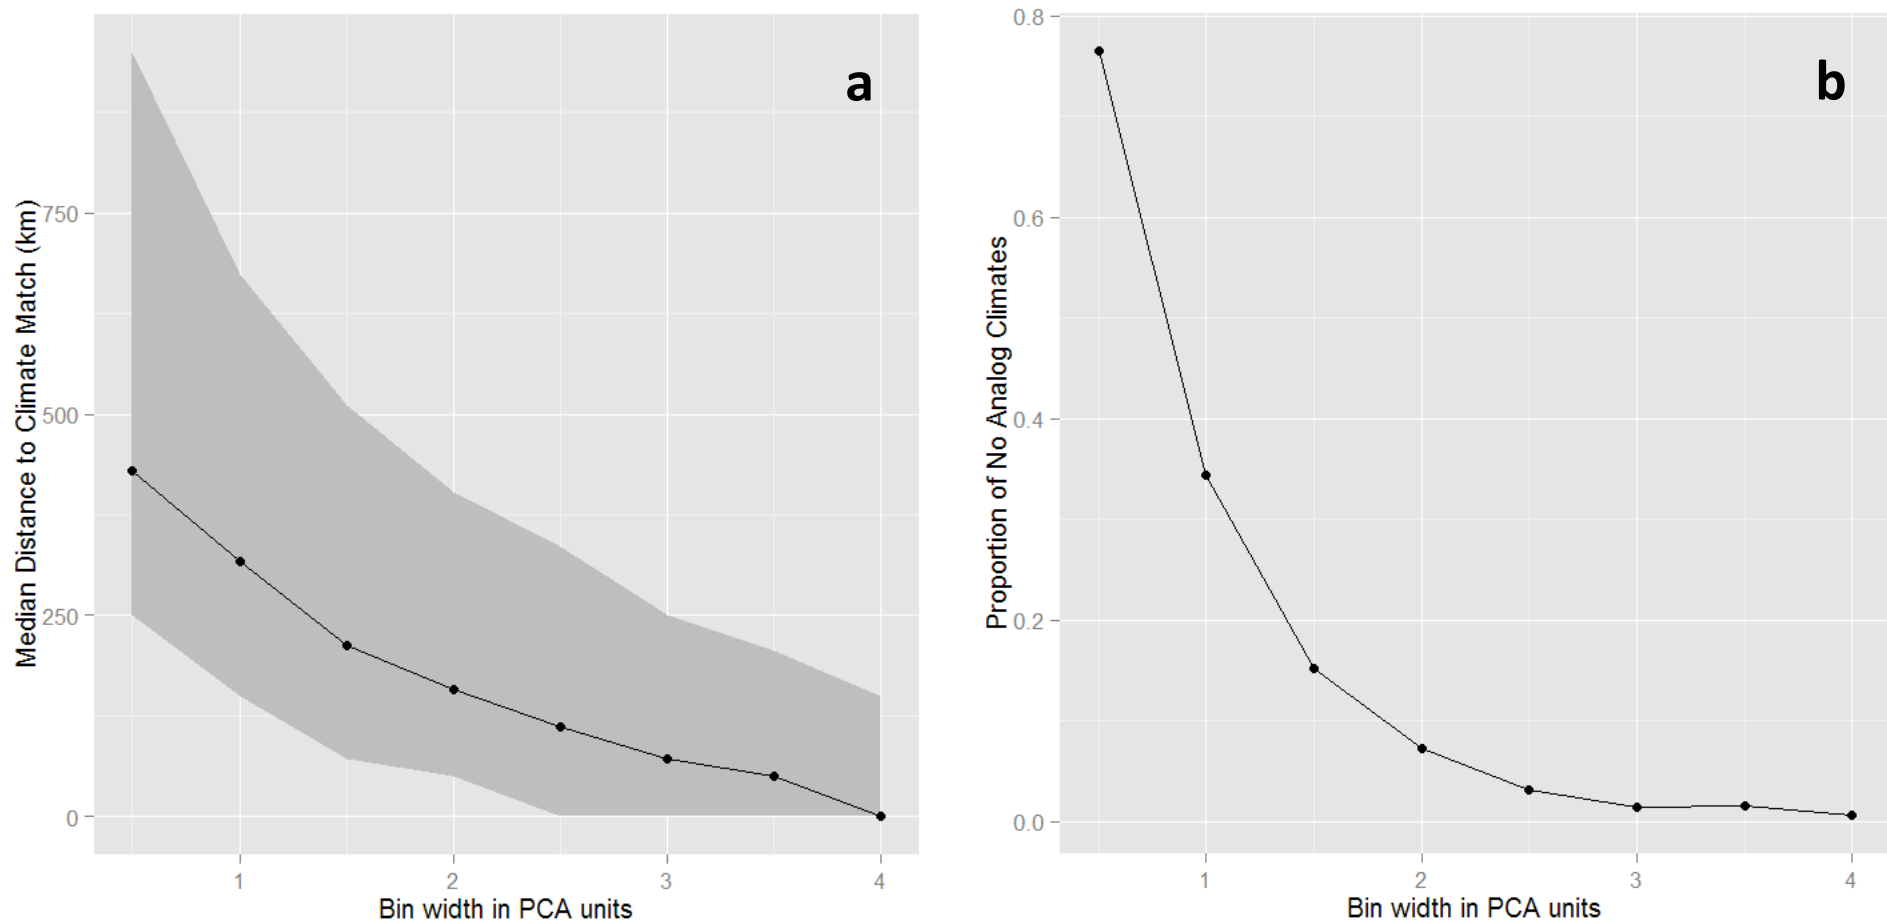 a
Median Distance to Climate Match (km)
750
500
250
0
1 2 3 4
Bin width in PCA units
b
Proportion of No Analog Climates
0.8
0.6
0.4
0.2
0.0
1 2 3 4
Bin width in PCA units